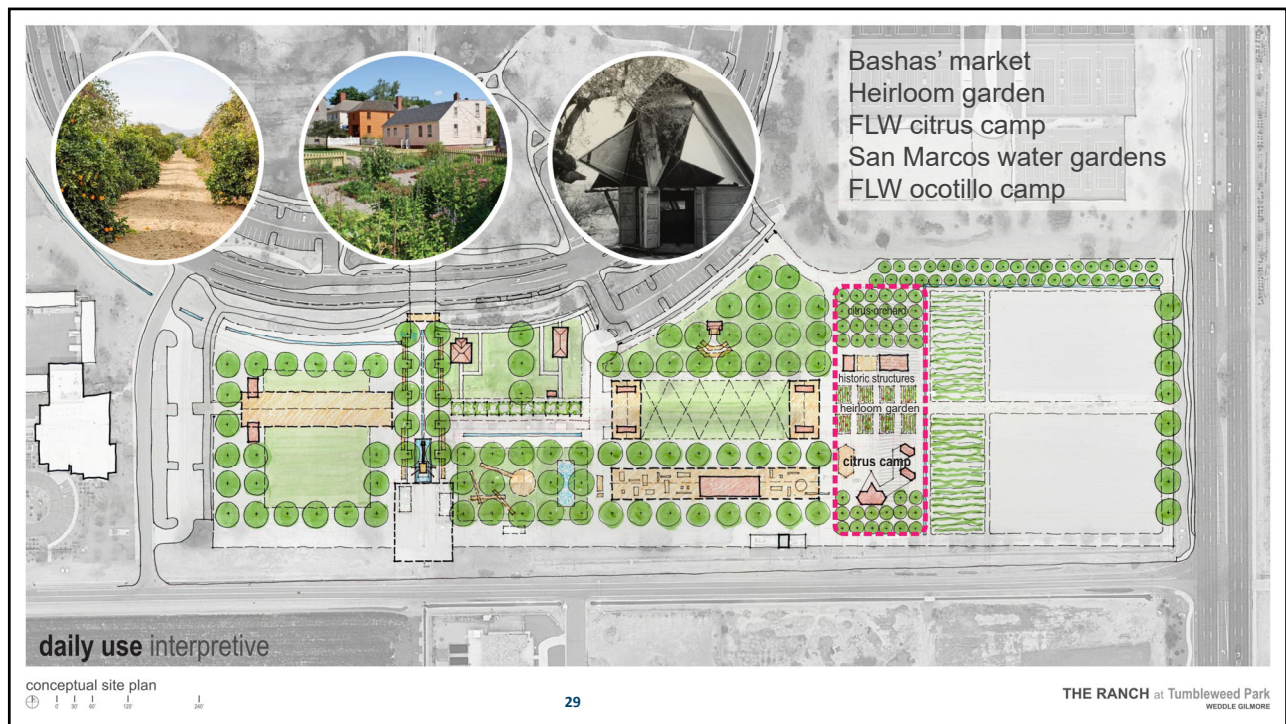 Bashas’ market
Heirloom garden
FLW citrus camp
San Marcos water gardens
FLW ocotillo camp
citrus orchard
historic structures
heirloom garden
citrus camp
daily use interpretive
conceptual site plan
0' 30' 60' 120' 240'
29
THE RANCH at Tumbleweed Park
WEDDLE GILMORE